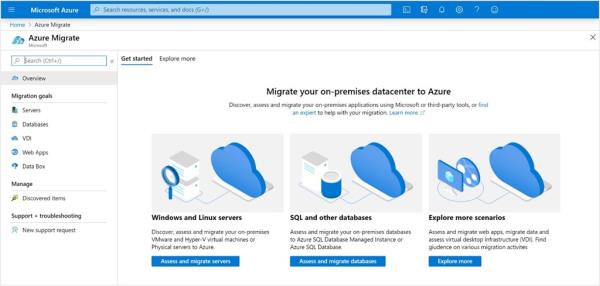 Microsoft Azure
Search resources, services, and docs (G+/)
Home > Azure Migrate
Azure Migrate
Microsoft
Search (Ctrl+/)
Overview
Migration goals
Servers
Databases
VDI
Web Apps
Data Box
Manage
Discovered items
Support + troubleshooting
New support request
Get started
Explore more
Migrate your on-premises datacenter to Azure
Discover, assess and migrate your on-premises applications using Microsoft or third-party tools, or find
an expert to help with your migration. Learn more
Windows and Linux servers
Discover, assess and migrate your on-premises
VMware and Hyper-V virtual machines or
Physical servers to Azure.
Assess and migrate servers
SQL and other databases
Assess and migrate your on-premises databases
to Azure SQL Database Managed Instance or
Azure SQL Database.
Assess and migrate databases
Explore more scenarios
Assess and migrate web apps, migrate data and
assess virtual desktop infrastructure (VDI). Find
giudence on various migration activites
Explore more